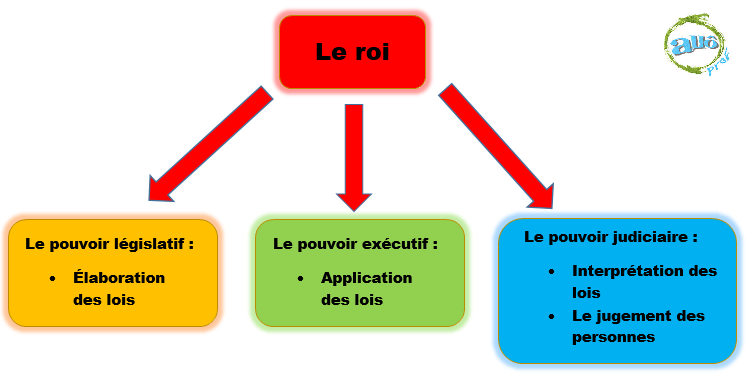 Le roi
allô
prof
Le pouvoir législatif :
• Élaboration
des lois
Le pouvoir exécutif :
• Application
des lois
Le pouvoir judiciaire :
• Interprétation des
lois
• Le jugement des
personnes